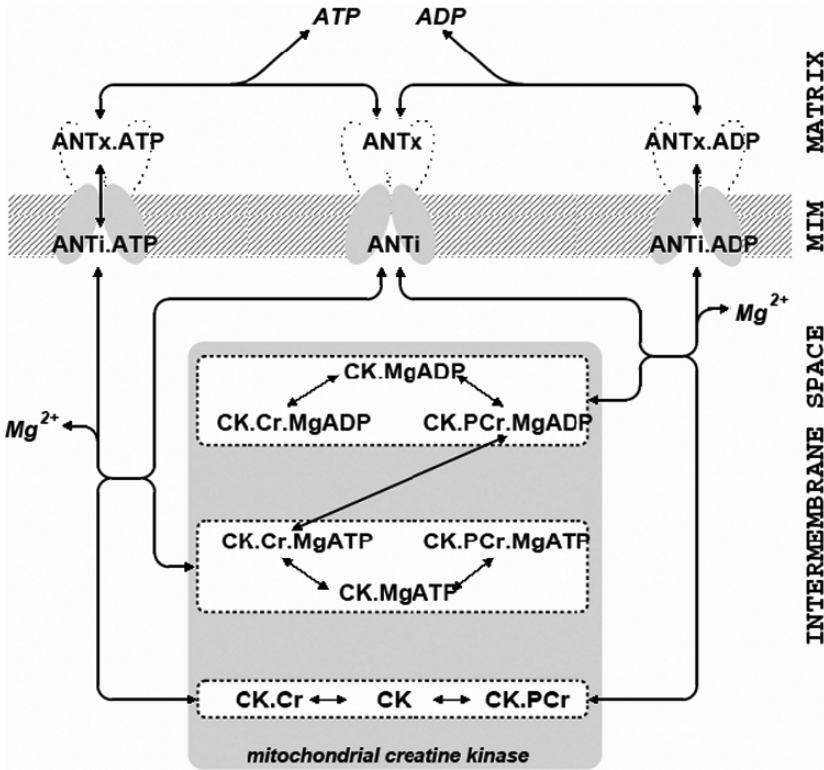 ATP ADP
MATRIX
ANTx.ATP ANTx ANTx.ADP
MIM
ANTi.ATP ANTi ANTi.ADP
Mg2+
INTERMEMBRANE SPACE
CK.MgADP
CK.Cr.MgADP CK.PCr.MgADP
Mg2+
CK.Cr.MgATP CK.PCr.MgATP
CK.MgATP
CK.Cr CK CK.PCr
mitochondrial creatine kinase